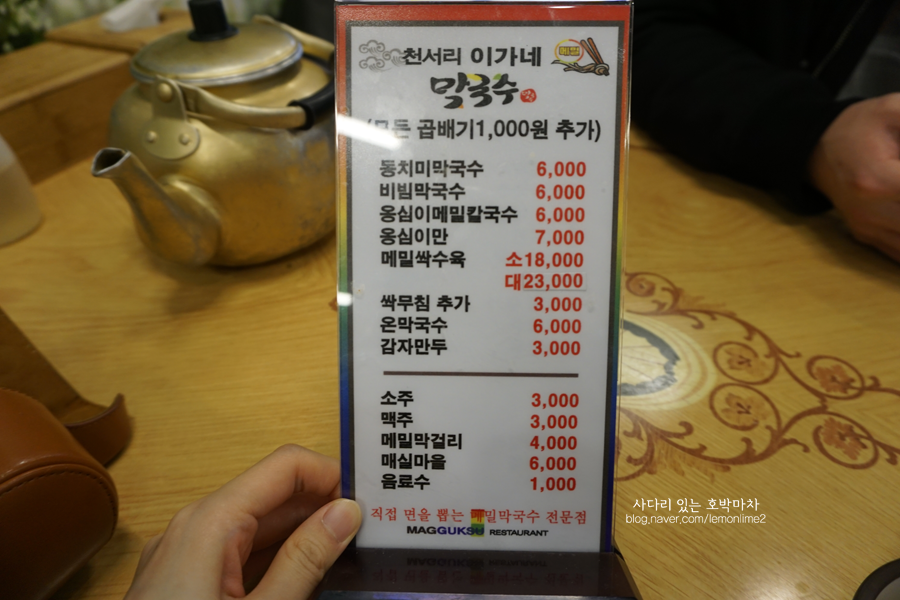 천서리 이가네
메밀
막국수
(모든 곱배기1,000원 추가)
동치미막국수 6,000
비빔막국수 6,000
옹심이메밀칼국수 6,000
옹심이만 7,000
메밀싹수육 소18,000
대23,000
싹무침 추가 3,000
온막국수 6,000
감자만두 3,000
소주 3,000
맥주 3,000
메밀막걸리 4,000
매실마을 6,000
음료수 1,000
직접 면을 뽑는 메밀막국수 전문점
MAGGUKSU RESTAURANT
사다리 있는 호박마차
blog.naver.com/lemonlime2